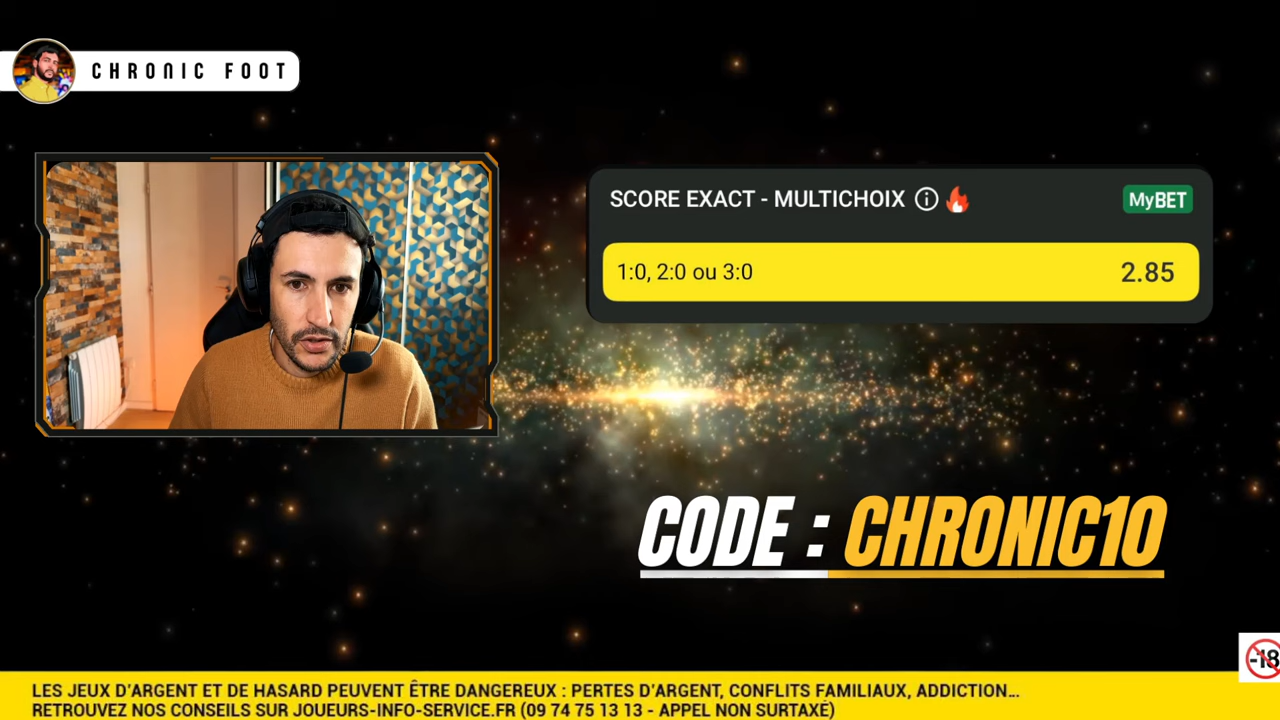 CHRONIC FOOT
SCORE EXACT - MULTICHOIX
MyBET
1:0, 2:0 ou 3:0
2.85
CODE : CHRONIC10
-18
LES JEUX D'ARGENT ET DE HASARD PEUVENT ÊTRE DANGEREUX : PERTES D'ARGENT, CONFLITS FAMILIAUX, ADDICTION...
RETROUVEZ NOS CONSEILS SUR JOUEURS-INFO-SERVICE.FR (09 74 75 13 13 - APPEL NON SURTAXÉ)